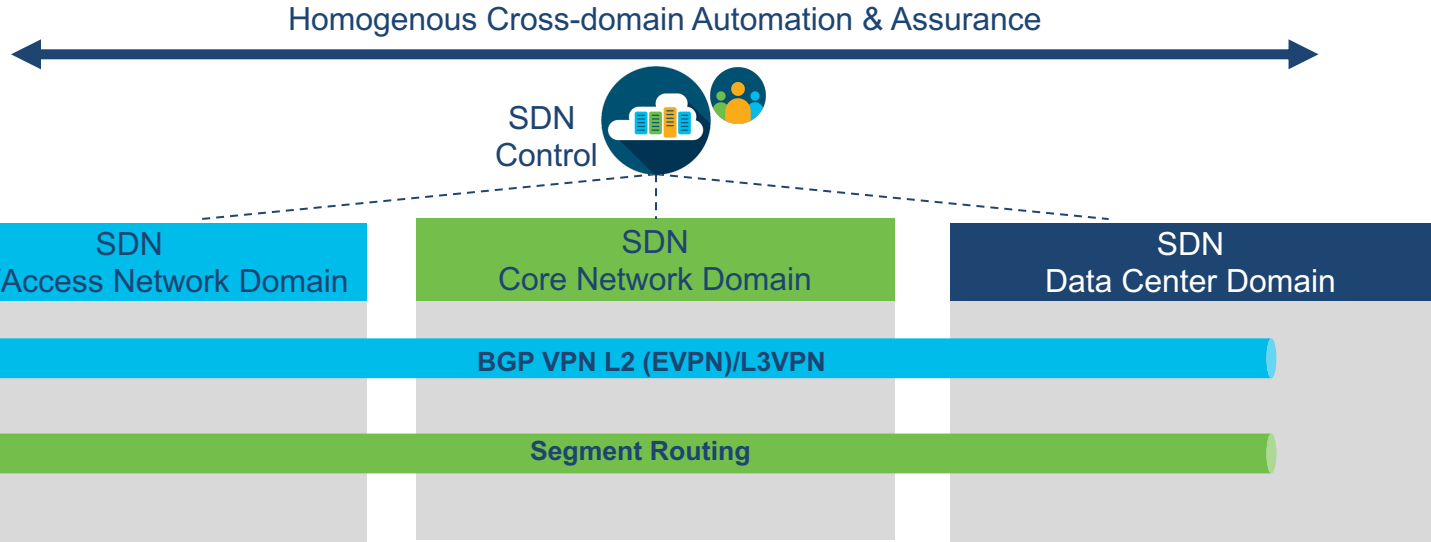 Homogenous Cross-domain Automation & Assurance
SDN
Control
SDN
Access Network Domain
SDN
Core Network Domain
SDN
Data Center Domain
BGP VPN L2 (EVPN)/L3VPN
Segment Routing